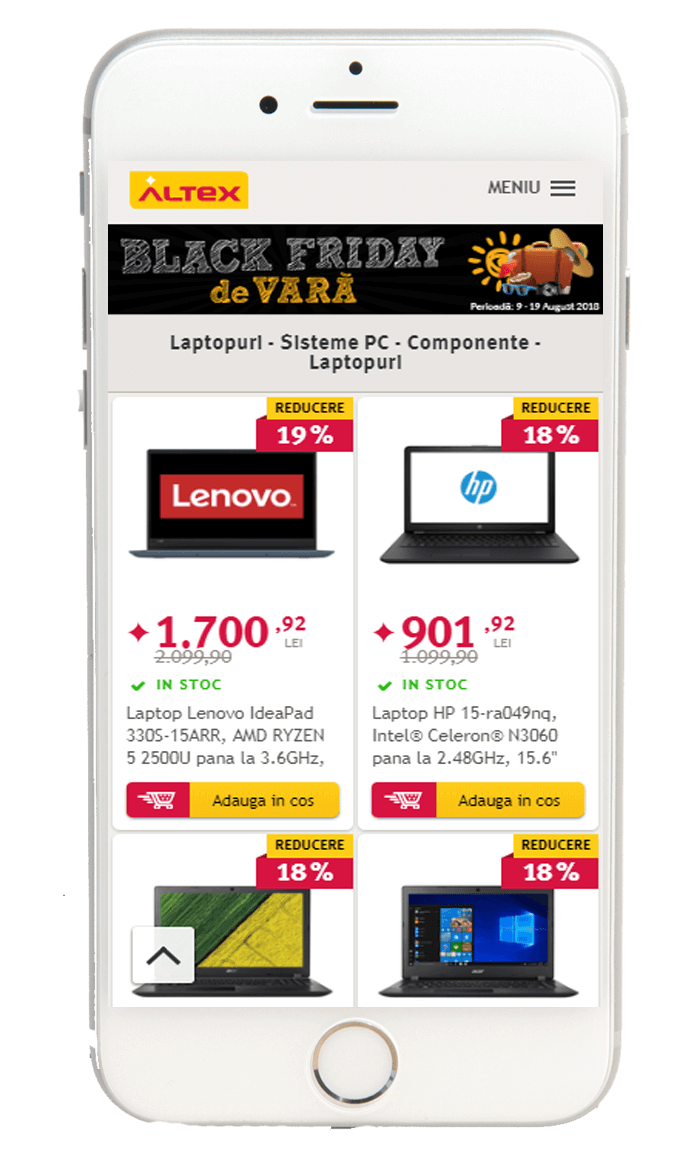 ALTEX
MENIU
BLACK FRIDAY
de VARĂ
Perioadă: 9 - 19 August 2018
Laptopuri - Sisteme PC - Componente -
Laptopuri
REDUCERE
19%
Lenovo
1.700,92
LEI
2.099,90
IN STOC
Laptop Lenovo IdeaPad
330S-15ARR, AMD RYZEN
5 2500U pana la 3.6GHz,
Adauga in cos
REDUCERE
18%
hp
901,92
LEI
1.099,90
IN STOC
Laptop HP 15-ra049nq,
Intel® Celeron® N3060
pana la 2.48GHz, 15.6"
Adauga in cos
REDUCERE
18%
REDUCERE
18%
acer